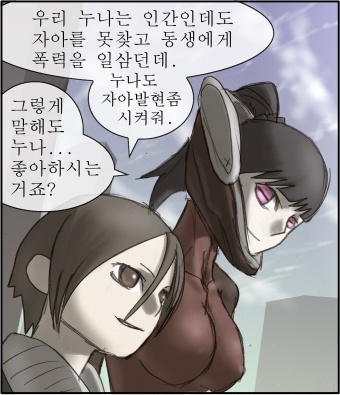 우리 누나는 인간인데도
자아를 못찾고 동생에게
폭력을 일삼던데.
누나도
자아발현좀
시켜줘.
그렇게
말해도
누나...
좋아하시는
거죠?